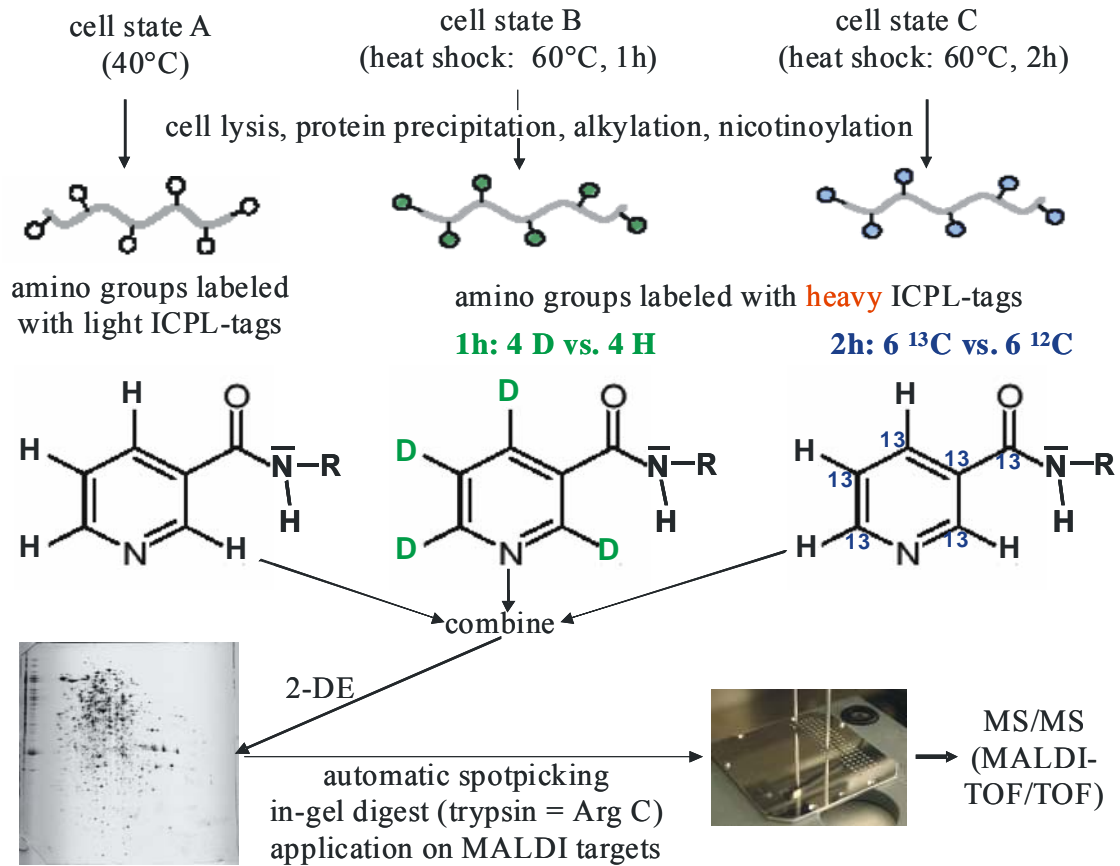 cell state A
(40°C)
cell state B
(heat shock:  60°C, 1h)
cell state C
(heat shock: 60°C, 2h)
cell lysis, protein precipitation, alkylation, nicotinoylation
amino groups labeled
with light ICPL-tags
amino groups labeled with heavy ICPL-tags
1h: 4 D vs. 4 H
2h: 6 ¹³C vs. 6 ¹²C
H
O
H
N–R
H
H
N
H
D
O
D
N–R
H
D
N
D
H
O
H
13
13
13
N–R
13
H
H
13
N
13
H
combine
2-DE
automatic spotpicking
in-gel digest (trypsin = Arg C)
application on MALDI targets
MS/MS
(MALDI-
TOF/TOF)